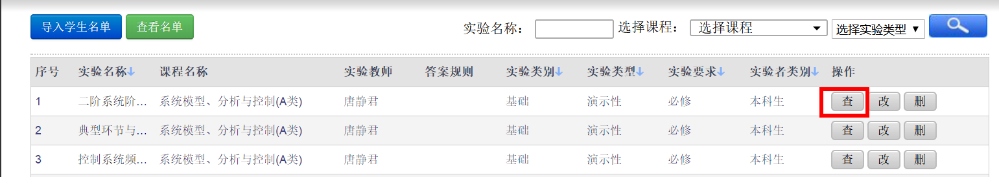 导入学生名单 查看名单 实验名称： 选择课程： 选择课程 选择实验类型
序号 实验名称 课程名称 实验教师 答案规则 实验类别 实验类型 实验要求 实验者类别 操作
1 二阶系统阶... 系统模型、分析与控制(A类) 唐静君 基础 演示性 必修 本科生 查 改 删
2 典型环节与... 系统模型、分析与控制(A类) 唐静君 基础 演示性 必修 本科生 查 改 删
3 控制系统频... 系统模型、分析与控制(A类) 唐静君 基础 演示性 必修 本科生 查 改 删